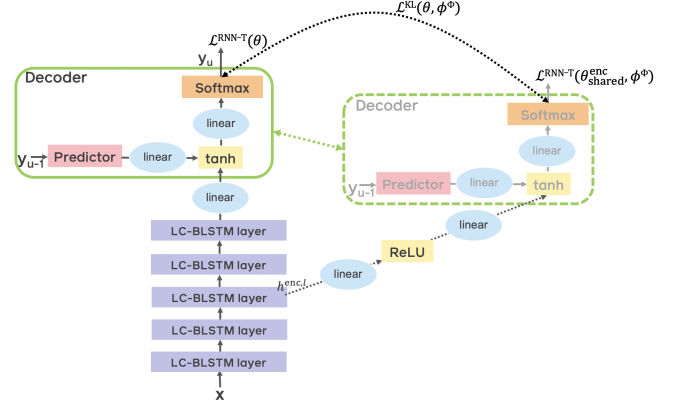 ℒ^KL(θ, ϕ^Φ)
ℒ^RNN-T(θ)
y_u
Decoder
Softmax
linear
y_u-1
Predictor
linear
tanh
linear
LC-BLSTM layer
LC-BLSTM layer
LC-BLSTM layer
LC-BLSTM layer
LC-BLSTM layer
x
h^enc,l
linear
ReLU
linear
ℒ^RNN-T(θ^enc_shared, ϕ^Φ)
Decoder
Softmax
linear
y_u-1
Predictor
linear
tanh